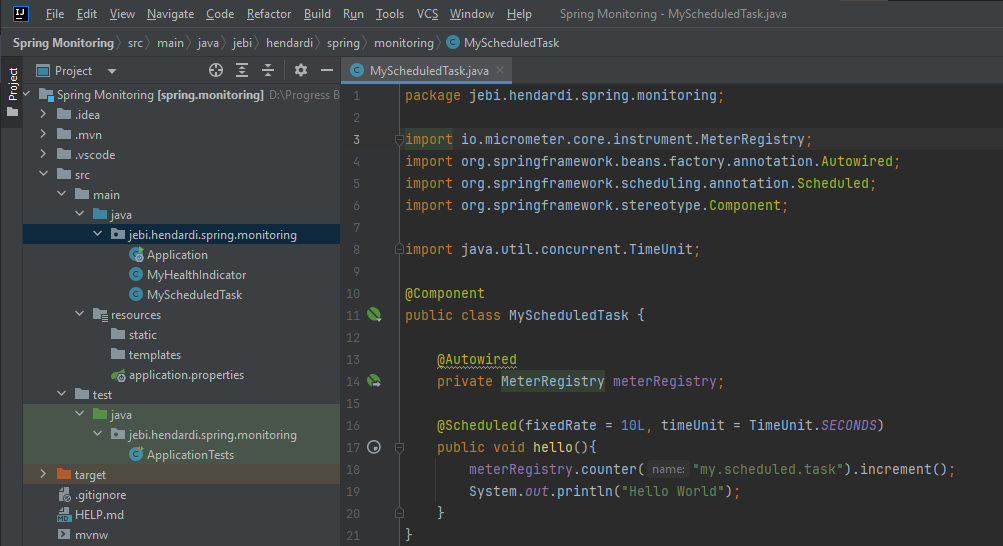 IJ File Edit View Navigate Code Refactor Build Run Tools VCS Window Help Spring Monitoring - MyScheduledTask.java
Spring Monitoring src main java jebi hendardi spring monitoring C MyScheduledTask
Project
Project
MyScheduledTask.java
Spring Monitoring [spring.monitoring] D:\Progress B
.idea
.mvn
.vscode
src
main
java
jebi.hendardi.spring.monitoring
Application
MyHealthIndicator
MyScheduledTask
resources
static
templates
application.properties
test
java
jebi.hendardi.spring.monitoring
ApplicationTests
target
.gitignore
HELP.md
mvnw
1 package jebi.hendardi.spring.monitoring;
2
3 import io.micrometer.core.instrument.MeterRegistry;
4 import org.springframework.beans.factory.annotation.Autowired;
5 import org.springframework.scheduling.annotation.Scheduled;
6 import org.springframework.stereotype.Component;
7
8 import java.util.concurrent.TimeUnit;
9
10 @Component
11 public class MyScheduledTask {
12
13 @Autowired
14 private MeterRegistry meterRegistry;
15
16 @Scheduled(fixedRate = 10L, timeUnit = TimeUnit.SECONDS)
17 public void hello(){
18 meterRegistry.counter( name: "my.scheduled.task").increment();
19 System.out.println("Hello World");
20 }
21 }